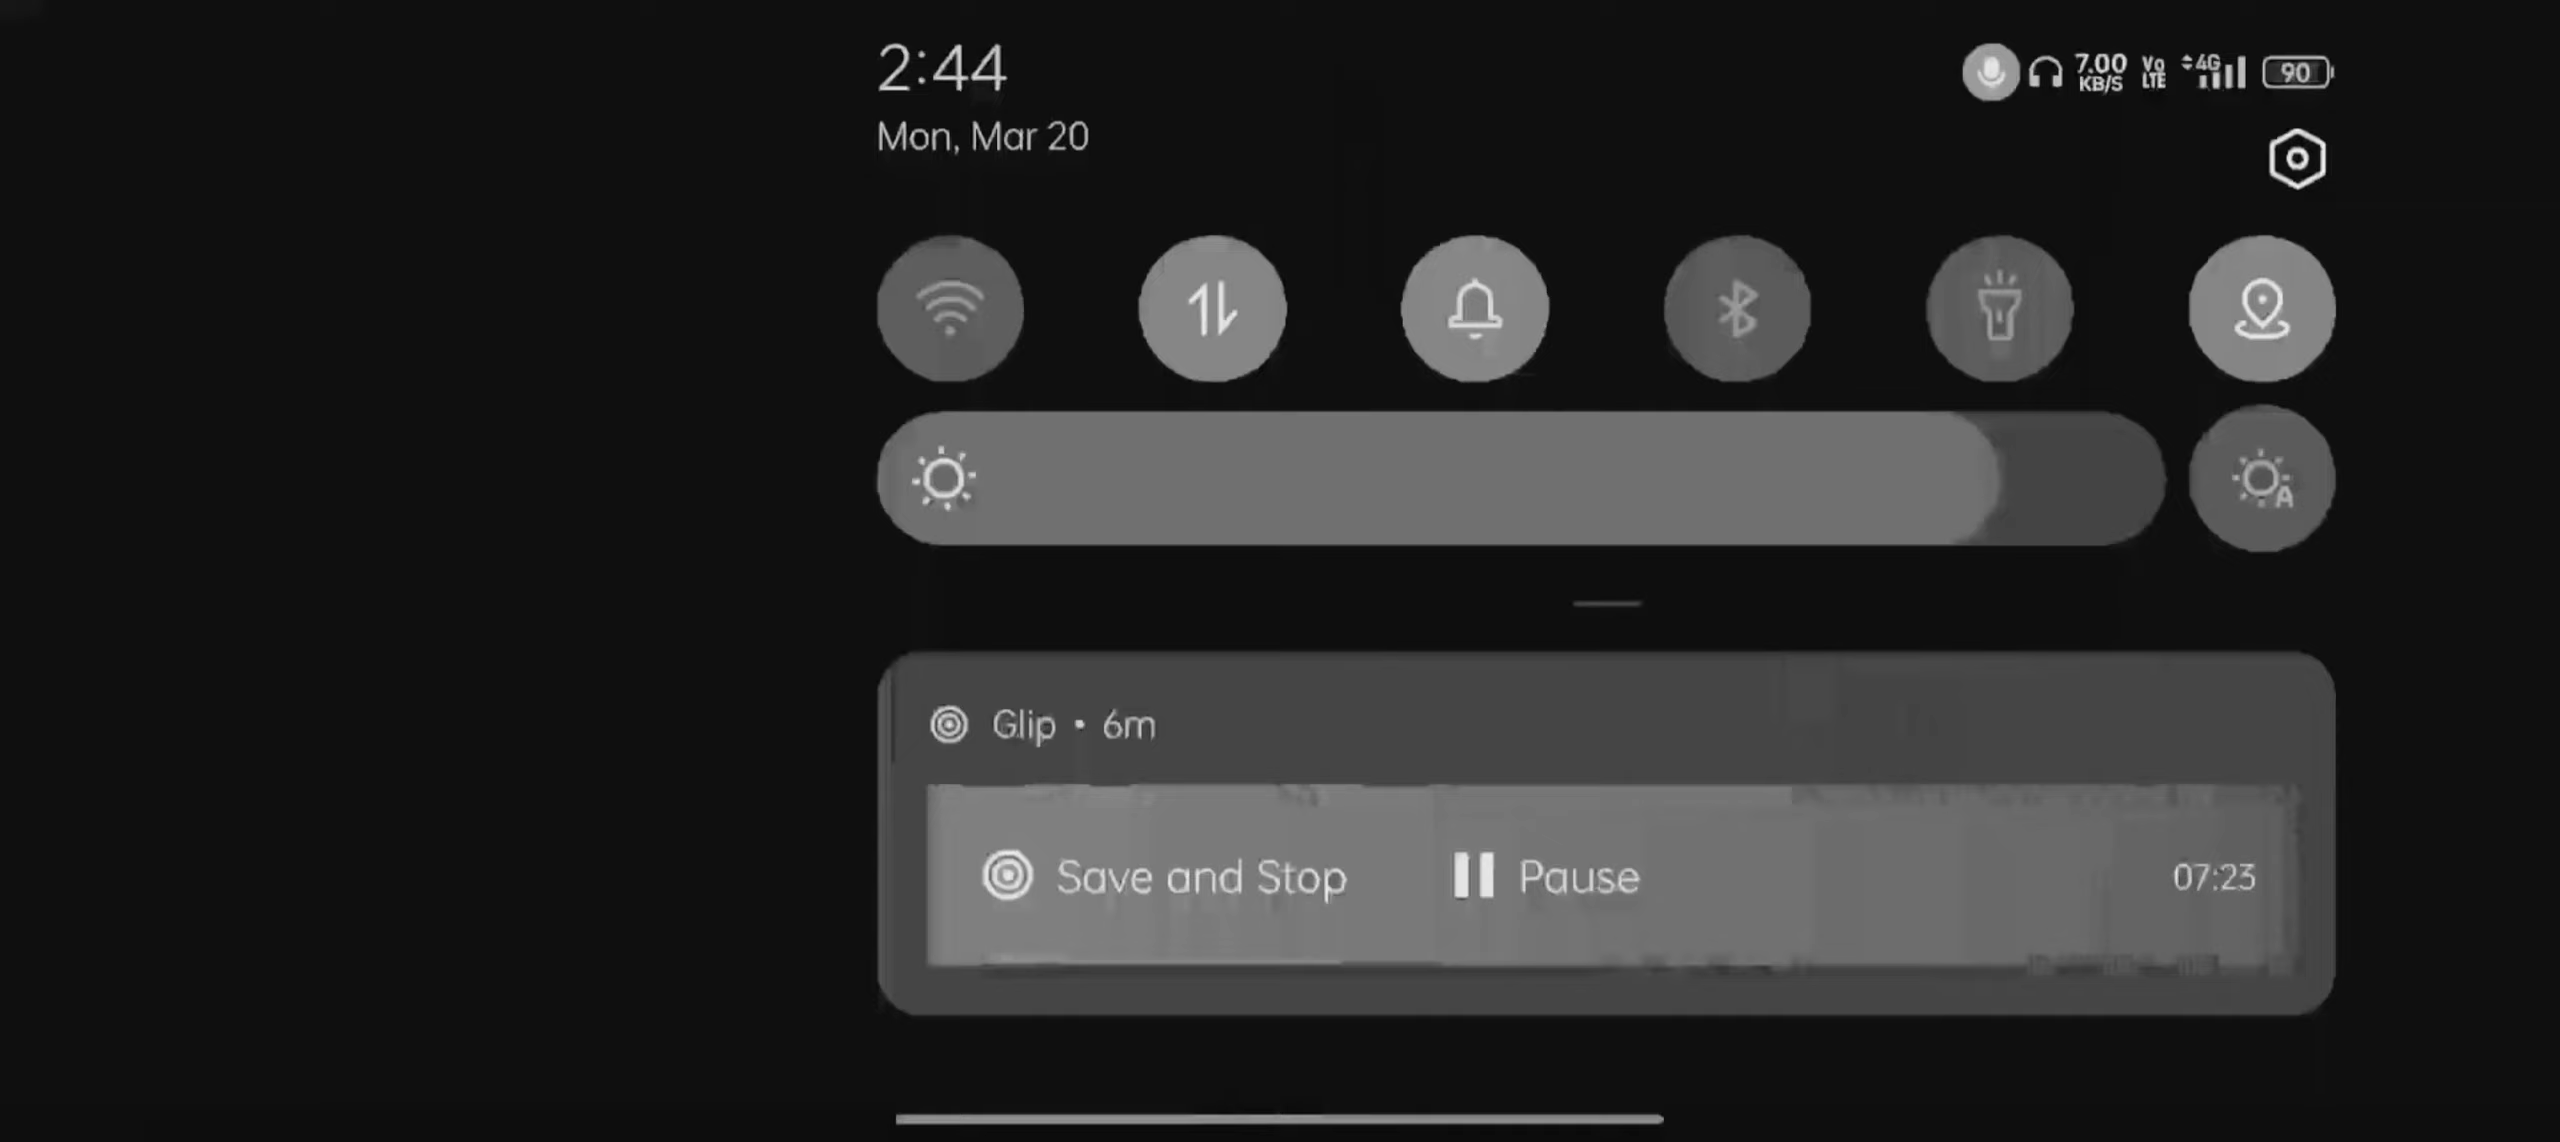 2:44
7.00
KB/S
Vo
LTE
4G
90
Mon, Mar 20
A
Glip • 6m
Save and Stop
Pause
07:23